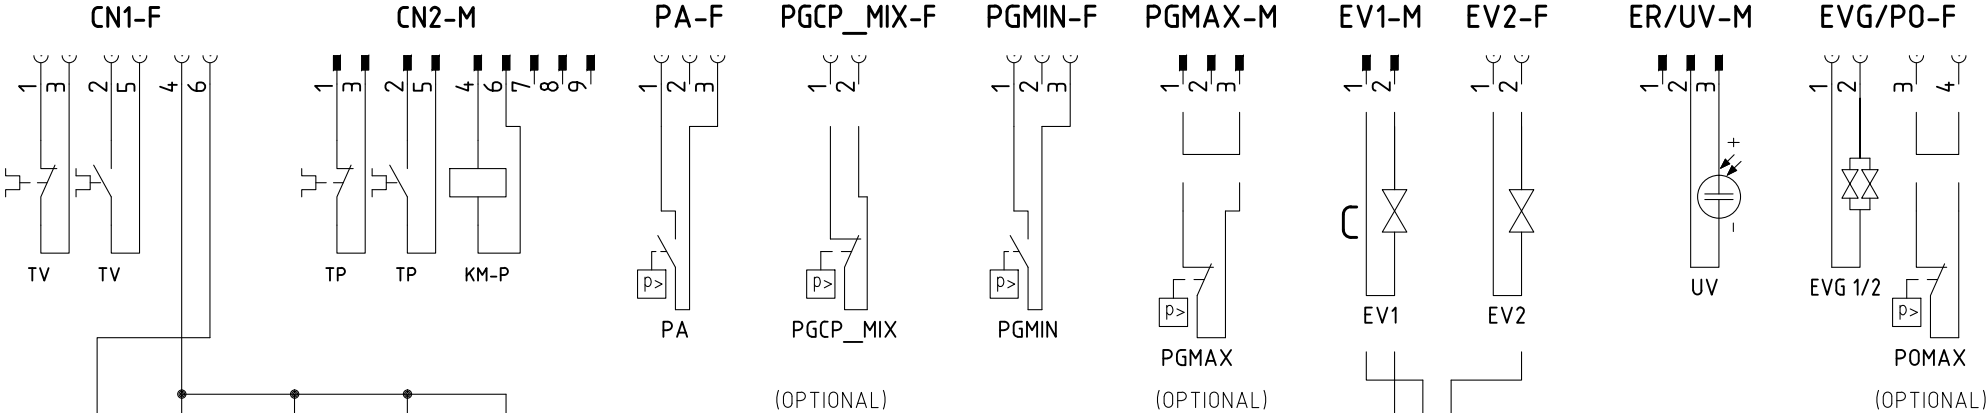 CN1-F CN2-M PA-F PGCP_MIX-F PGMIN-F PGMAX-M EV1-M EV2-F ER/UV-M EVG/PO-F
1 3 2 5 4 6 1 3 2 5 4 6 7 8 9 1 2 3 1 2 1 2 3 1 2 3 1 2 1 2 1 2 3 1 2 3 4
+
C
-
p> p> p> p> p>
TV TV TP TP KM-P UV EVG 1/2
PA PGCP_MIX PGMIN EV1 EV2
PGMAX POMAX
(OPTIONAL) (OPTIONAL) (OPTIONAL)